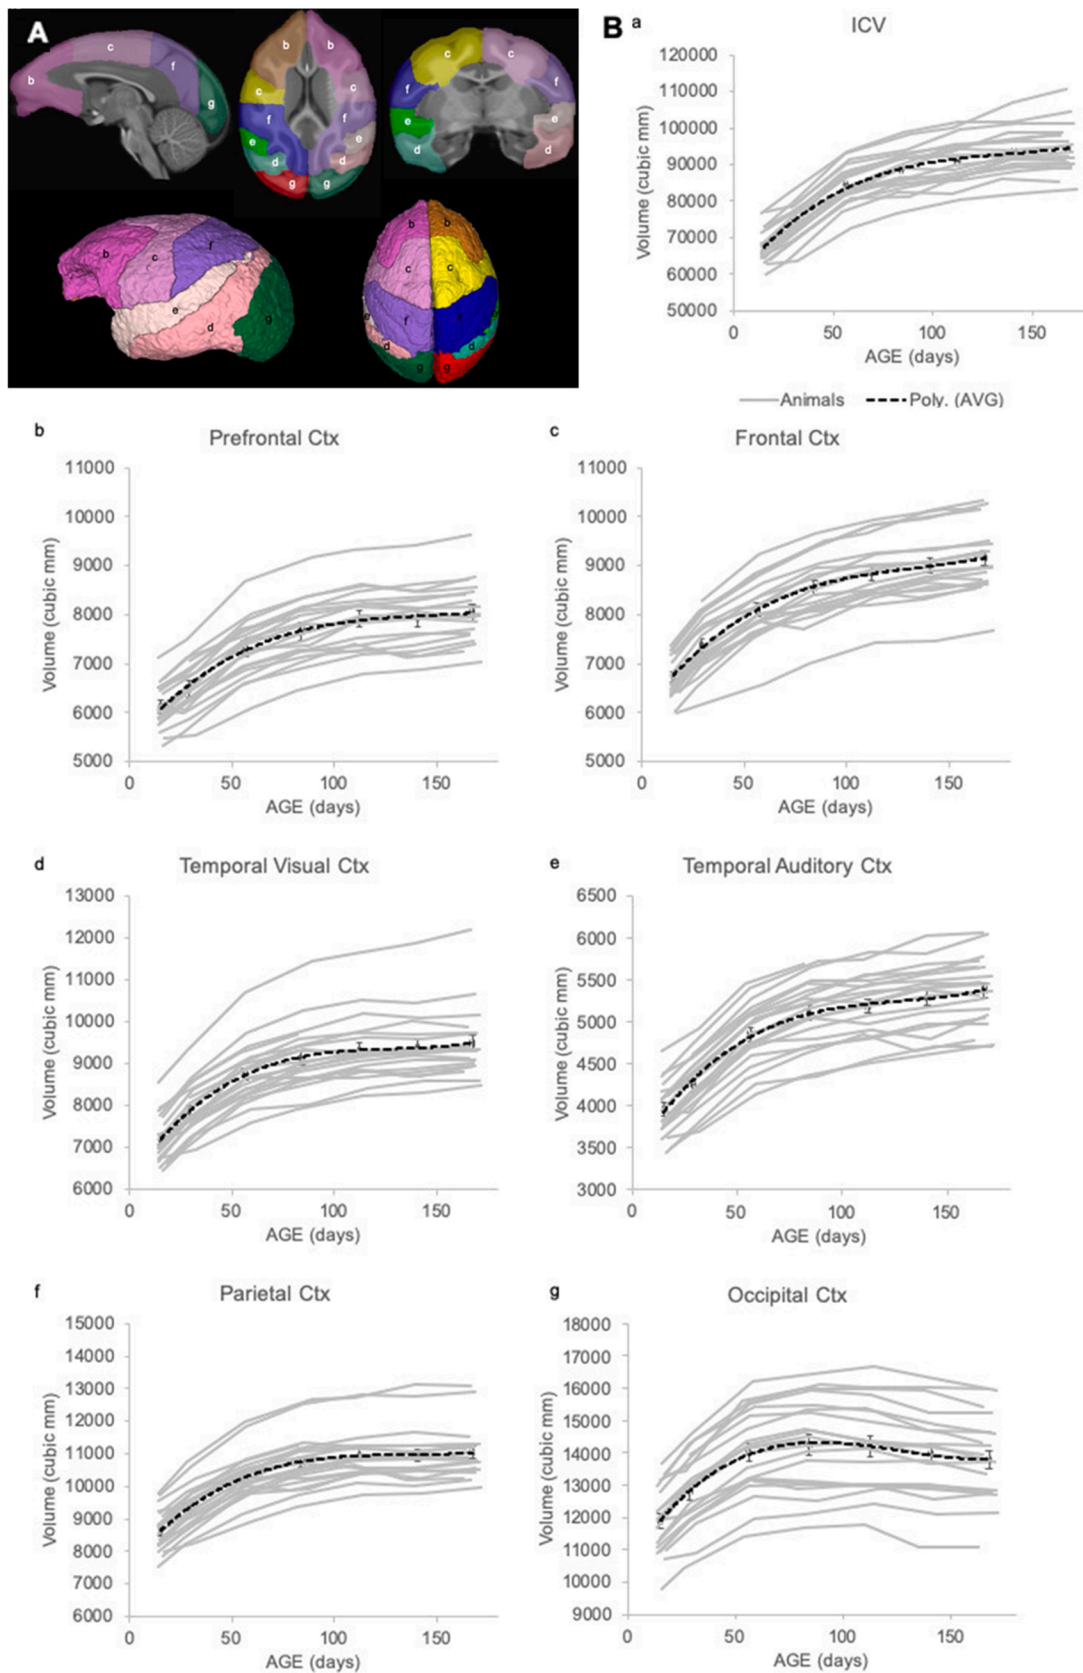 A
c
f
b
g
b
b
c
c
f
f
e
e
d
d
g
g
c
c
f
f
e
e
d
d
b
c
f
e
d
g
b
b
c
c
e
f
f
d
d
g
g
B a
ICV
120000
110000
100000
90000
80000
70000
60000
50000
Volume (cubic mm)
0 50 100 150
AGE (days)
Animals Poly. (AVG)
b
Prefrontal Ctx
11000
10000
9000
8000
7000
6000
5000
Volume (cubic mm)
0 50 100 150
AGE (days)
c
Frontal Ctx
11000
10000
9000
8000
7000
6000
5000
Volume (cubic mm)
0 50 100 150
AGE (days)
d
Temporal Visual Ctx
13000
12000
11000
10000
9000
8000
7000
6000
Volume (cubic mm)
0 50 100 150
AGE (days)
e
Temporal Auditory Ctx
6500
6000
5500
5000
4500
4000
3500
3000
Volume (cubic mm)
0 50 100 150
AGE (days)
f
Parietal Ctx
15000
14000
13000
12000
11000
10000
9000
8000
7000
6000
Volume (cubic mm)
0 50 100 150
AGE (days)
g
Occipital Ctx
18000
17000
16000
15000
14000
13000
12000
11000
10000
9000
Volume (cubic mm)
0 50 100 150
AGE (days)